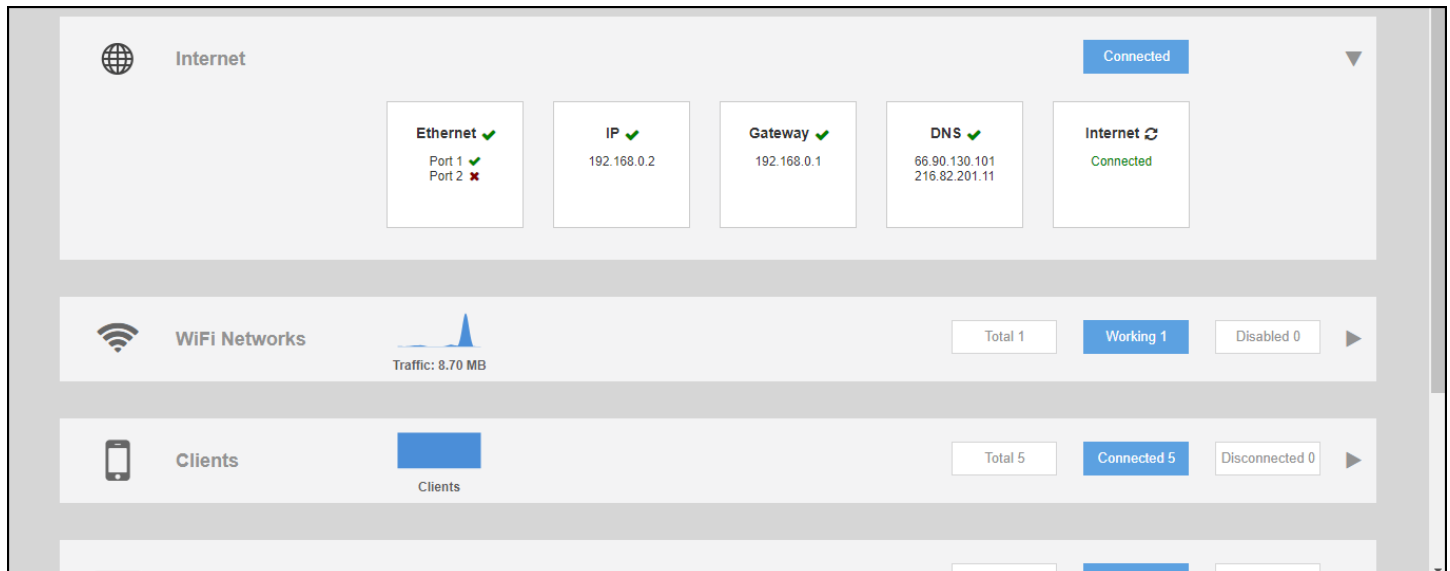 Internet
Connected
Ethernet
Port 1
Port 2
IP
192.168.0.2
Gateway
192.168.0.1
DNS
66.90.130.101
216.82.201.11
Internet
Connected
WiFi Networks
Traffic: 8.70 MB
Total 1
Working 1
Disabled 0
Clients
Clients
Total 5
Connected 5
Disconnected 0